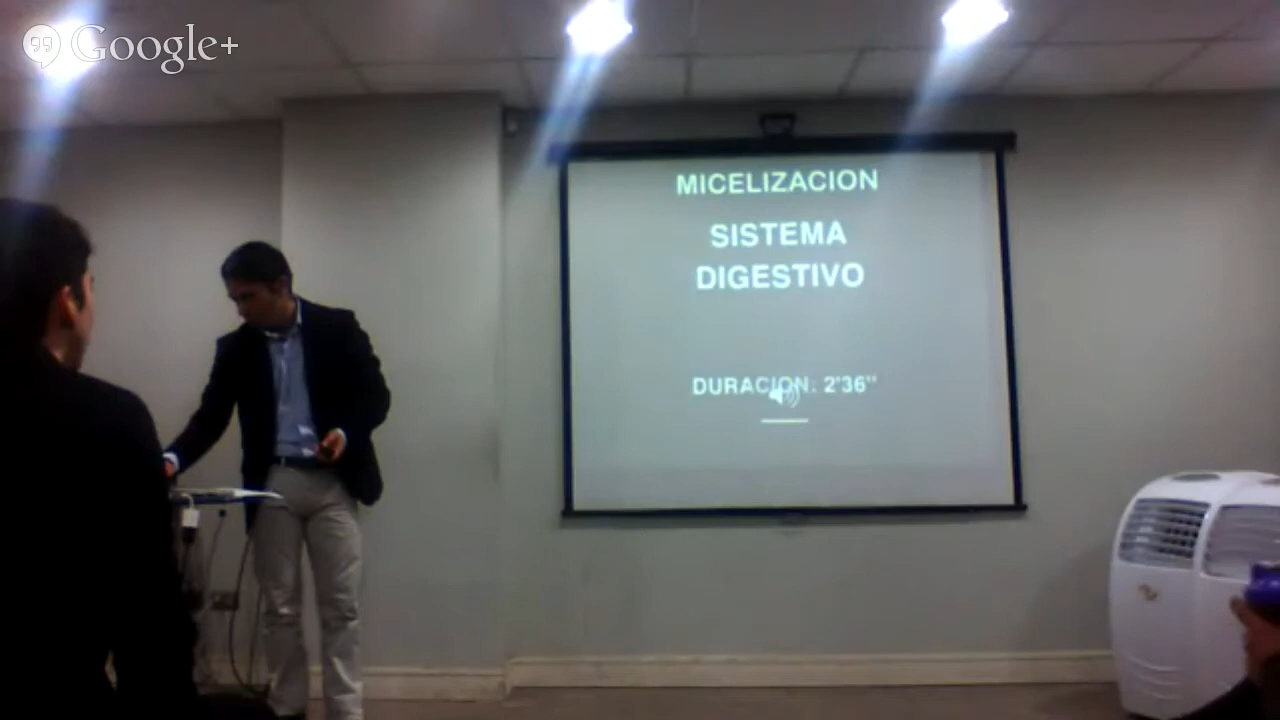 Google+
MICELIZACION
SISTEMA
DIGESTIVO
DURACION: 2'36"